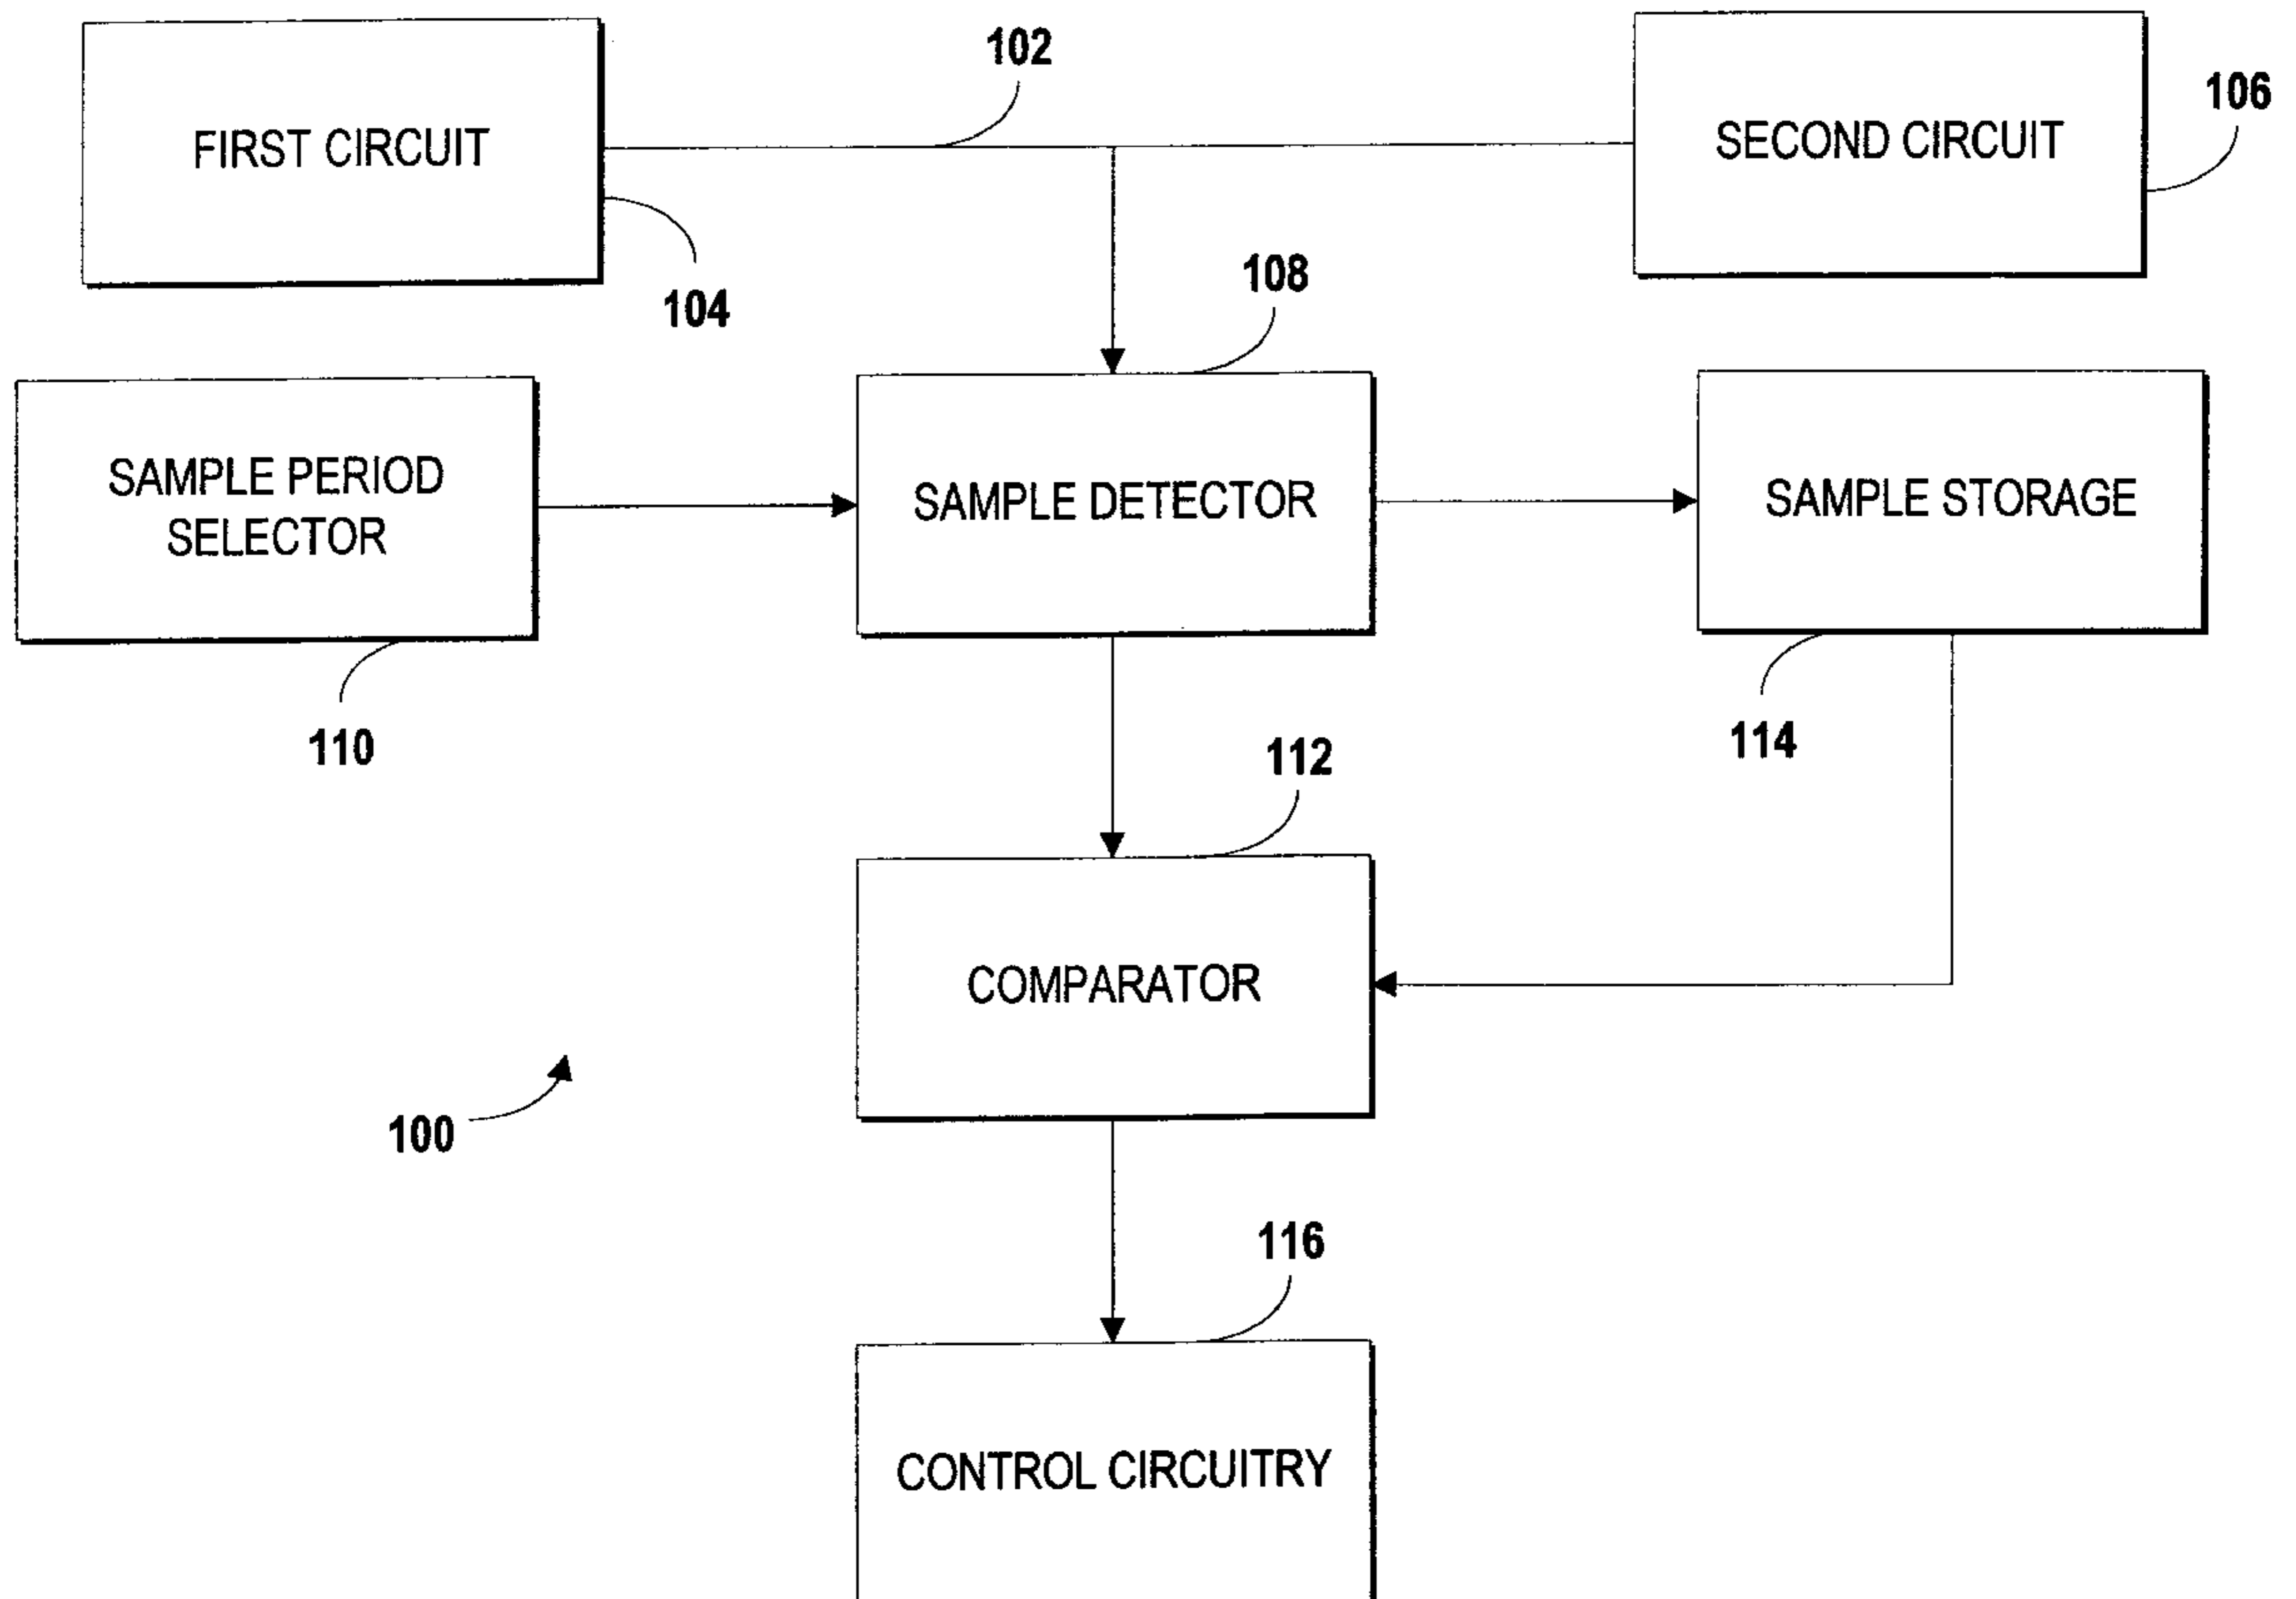 102
106
FIRST CIRCUIT
SECOND CIRCUIT
104
108
SAMPLE PERIOD
SELECTOR
SAMPLE DETECTOR
SAMPLE STORAGE
110
112
114
COMPARATOR
100
116
CONTROL CIRCUITRY